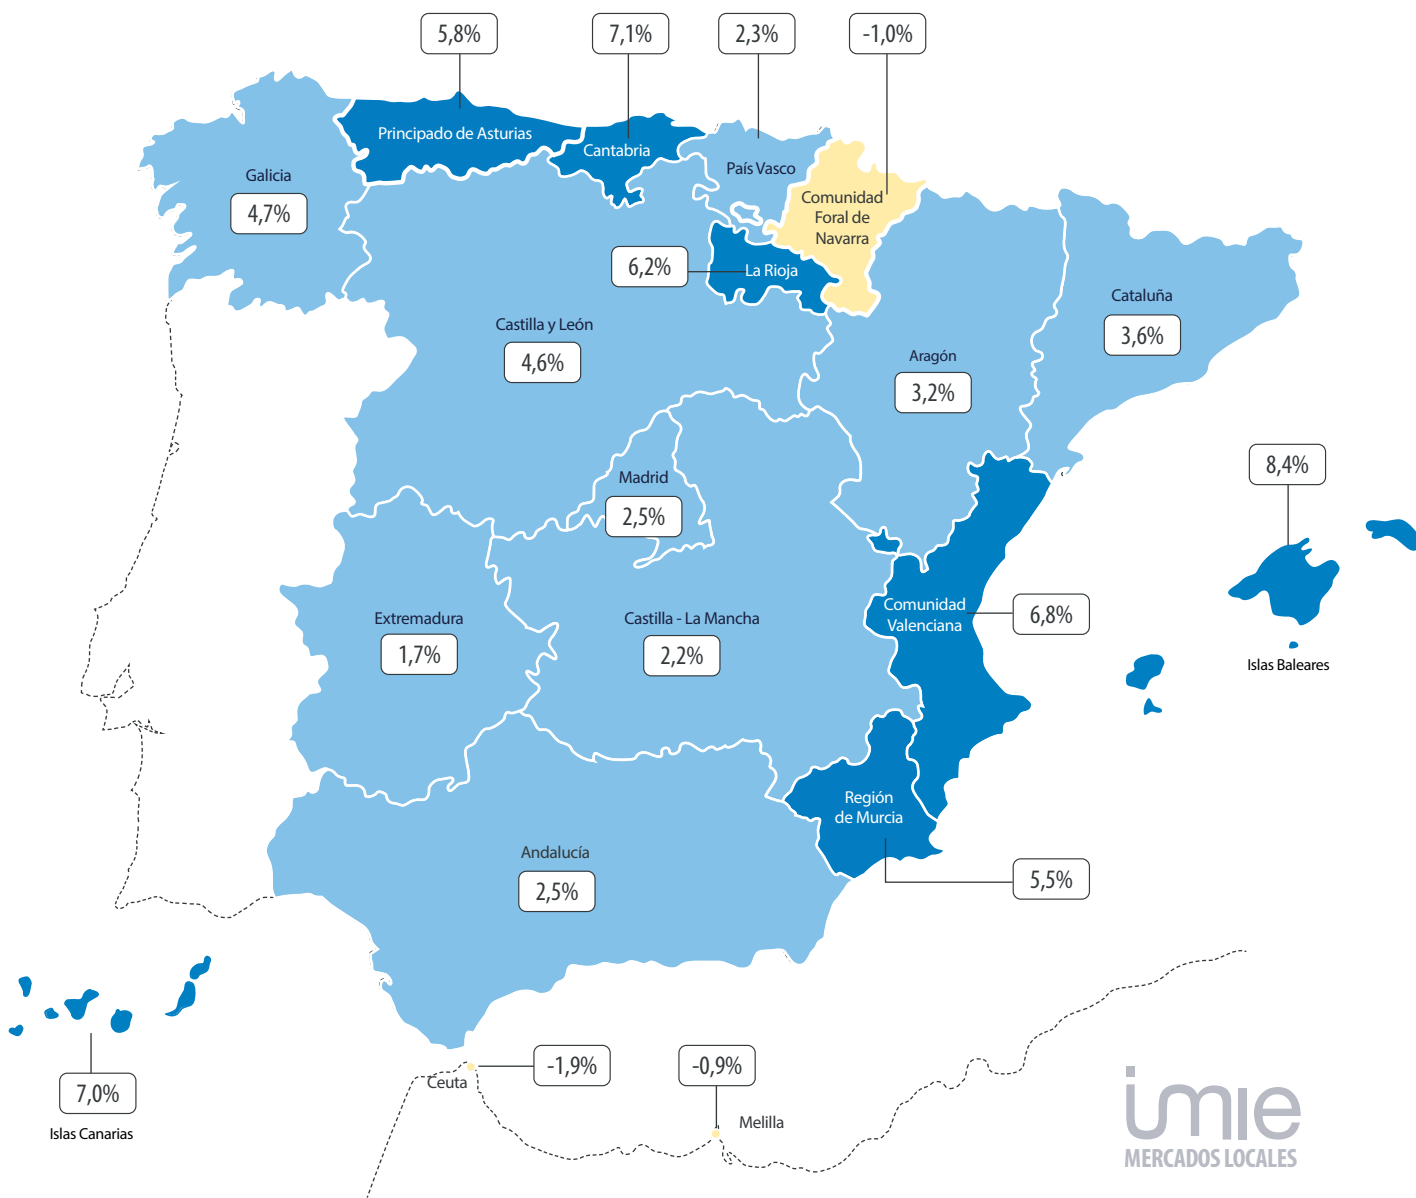 5,8%
7,1%
2,3%
-1,0%
Principado de Asturias
Cantabria
País Vasco
Galicia
4,7%
Comunidad
Foral de
Navarra
6,2%
La Rioja
Cataluña
3,6%
Castilla y León
4,6%
Aragón
3,2%
8,4%
Madrid
2,5%
Comunidad
Valenciana
6,8%
Extremadura
1,7%
Castilla - La Mancha
2,2%
Islas Baleares
Región
de Murcia
Andalucía
2,5%
5,5%
-1,9%
-0,9%
Ceuta
7,0%
Melilla
Islas Canarias
imie
MERCADOS LOCALES